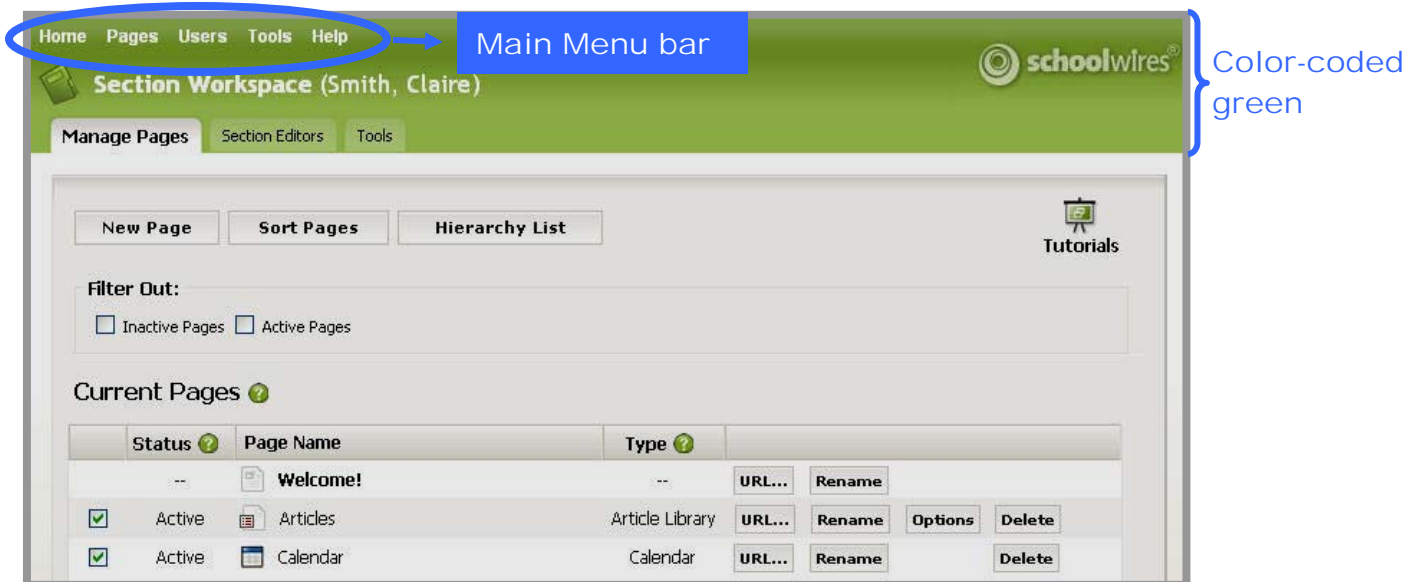 Home Pages Users Tools Help
Main Menu bar
schoolwires®
Color-coded
green
Section Workspace (Smith, Claire)
Manage Pages Section Editors Tools
New Page Sort Pages Hierarchy List
Tutorials
Filter Out:
Inactive Pages Active Pages
Current Pages ?
Status ? Page Name Type ?
-- Welcome! -- URL... Rename
Active Articles Article Library URL... Rename Options Delete
Active Calendar Calendar URL... Rename Delete